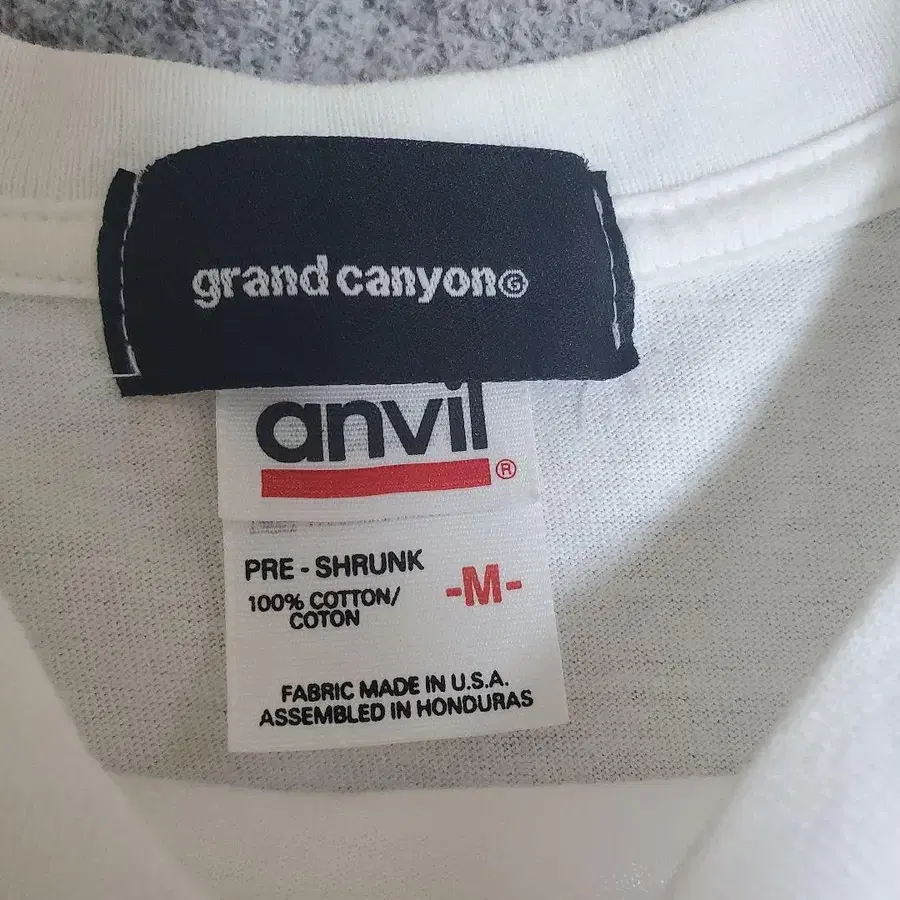 grand canyon G
anvil®
PRE - SHRUNK
-M-
100% COTTON/
COTON
FABRIC MADE IN U.S.A.
ASSEMBLED IN HONDURAS